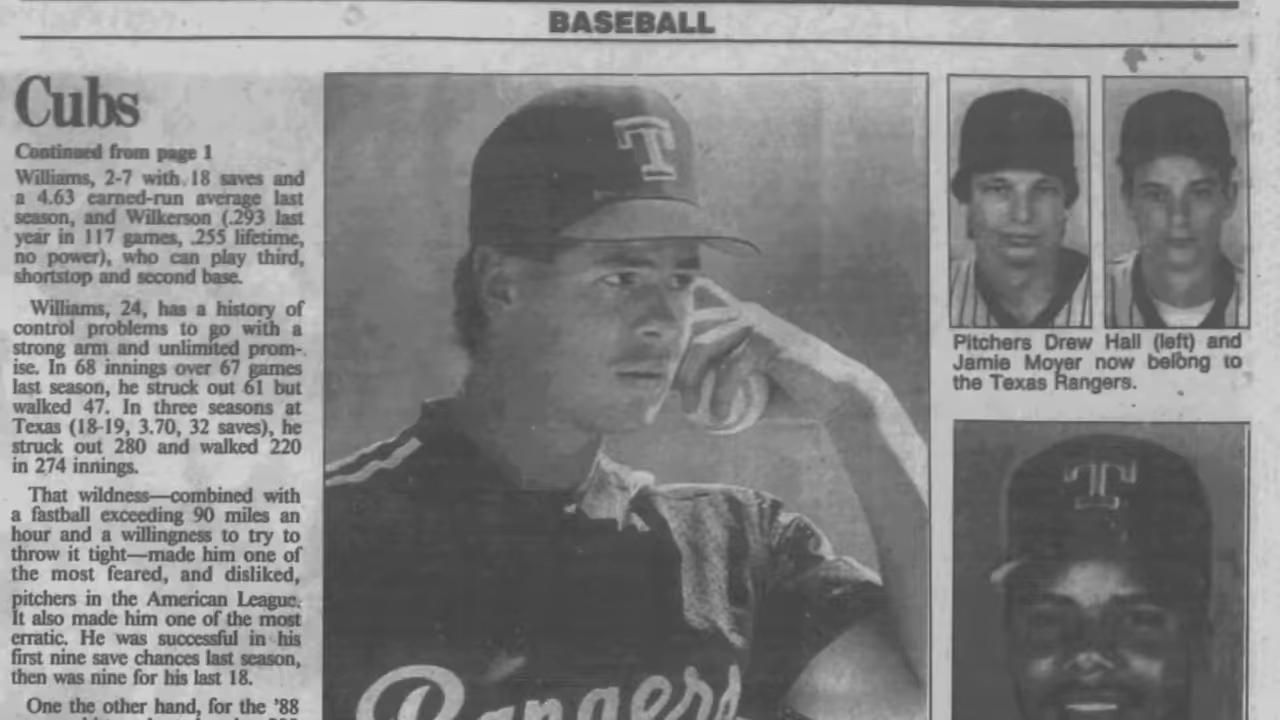 BASEBALL
Cubs
Continued from page 1
Williams, 2-7 with 18 saves and
a 4.63 earned-run average last
season, and Wilkerson (.293 last
year in 117 games, .255 lifetime,
no power), who can play third,
shortstop and second base.
Williams, 24, has a history of
control problems to go with a
strong arm and unlimited prom-
ise. In 68 innings over 67 games
last season, he struck out 61 but
walked 47. In three seasons at
Texas (18-19, 3.70, 32 saves), he
struck out 280 and walked 220
in 274 innings.
That wildness—combined with
a fastball exceeding 90 miles an
hour and a willingness to try to
throw it tight—made him one of
the most feared, and disliked,
pitchers in the American League.
It also made him one of the most
erratic. He was successful in his
first nine save chances last season,
then was nine for his last 18.
One the other hand, for the '88
T
Rangers
Pitchers Drew Hall (left) and
Jamie Moyer now belong to
the Texas Rangers.
T